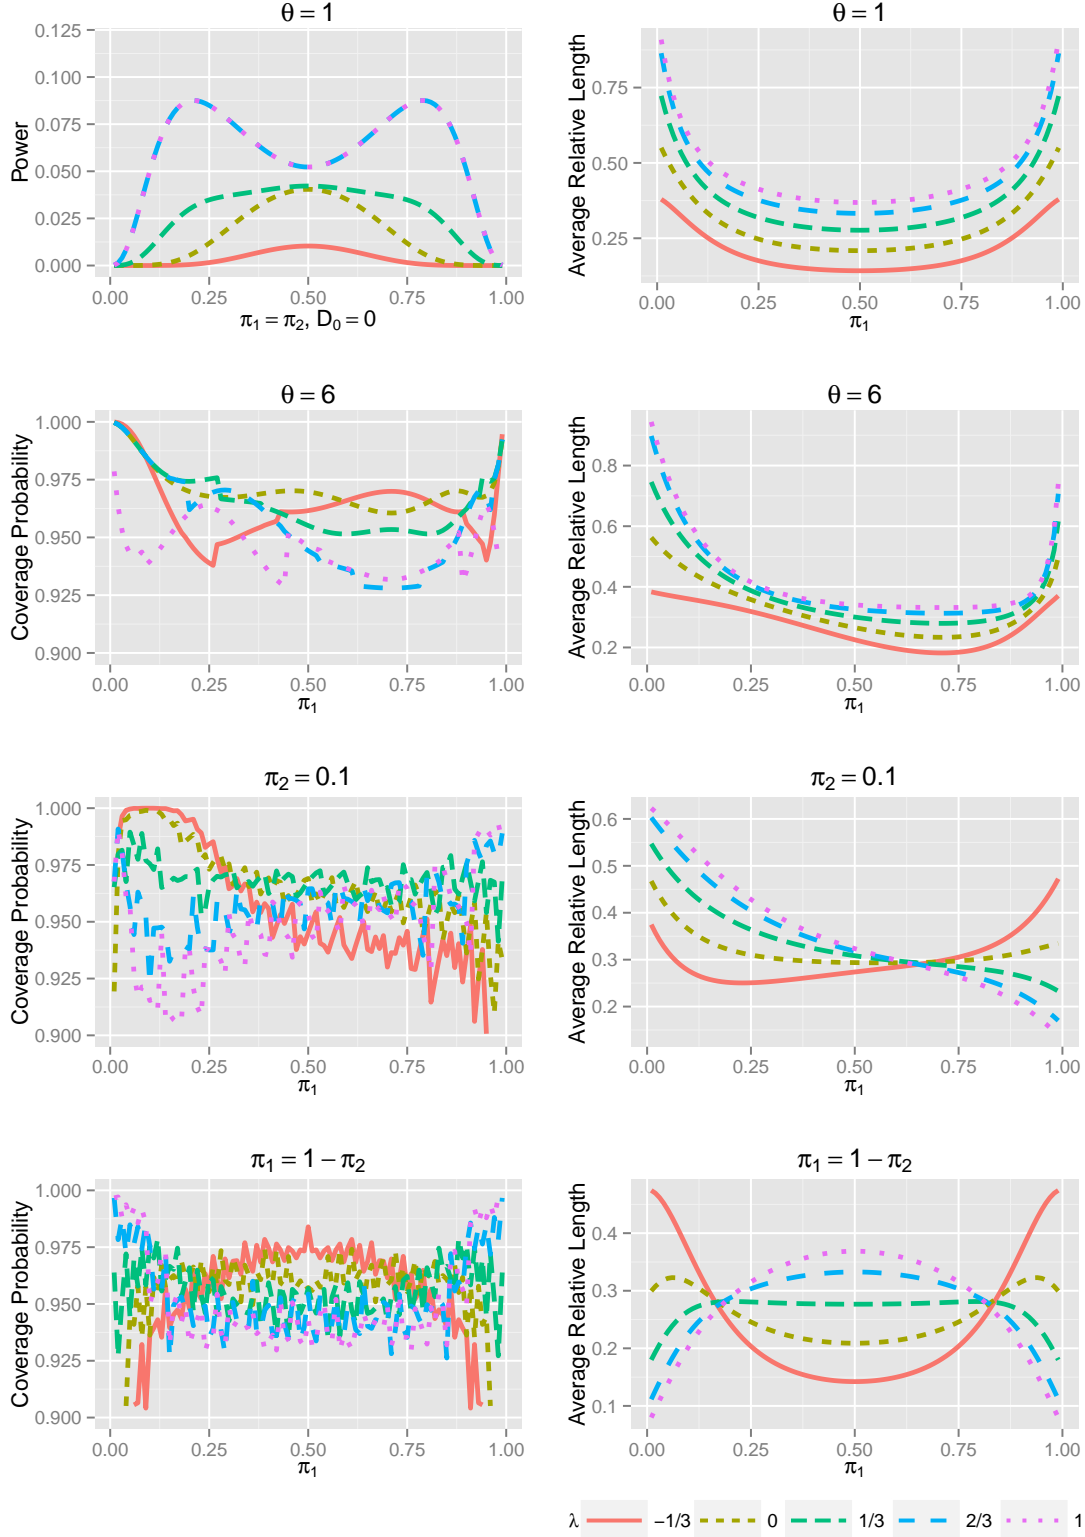 θ = 1
Power
0.125
0.100
0.075
0.050
0.025
0.000
0.00 0.25 0.50 0.75 1.00
π₁ = π₂, D₀ = 0
θ = 1
Average Relative Length
0.75
0.50
0.25
0.00 0.25 0.50 0.75 1.00
π₁
θ = 6
Coverage Probability
1.000
0.975
0.950
0.925
0.900
0.00 0.25 0.50 0.75 1.00
π₁
θ = 6
Average Relative Length
0.8
0.6
0.4
0.2
0.00 0.25 0.50 0.75 1.00
π₁
π₂ = 0.1
Coverage Probability
1.000
0.975
0.950
0.925
0.900
0.00 0.25 0.50 0.75 1.00
π₁
π₂ = 0.1
Average Relative Length
0.6
0.5
0.4
0.3
0.2
0.00 0.25 0.50 0.75 1.00
π₁
π₁ = 1 − π₂
Coverage Probability
1.000
0.975
0.950
0.925
0.900
0.00 0.25 0.50 0.75 1.00
π₁
π₁ = 1 − π₂
Average Relative Length
0.4
0.3
0.2
0.1
0.00 0.25 0.50 0.75 1.00
π₁
λ −1/3 0 1/3 2/3 1